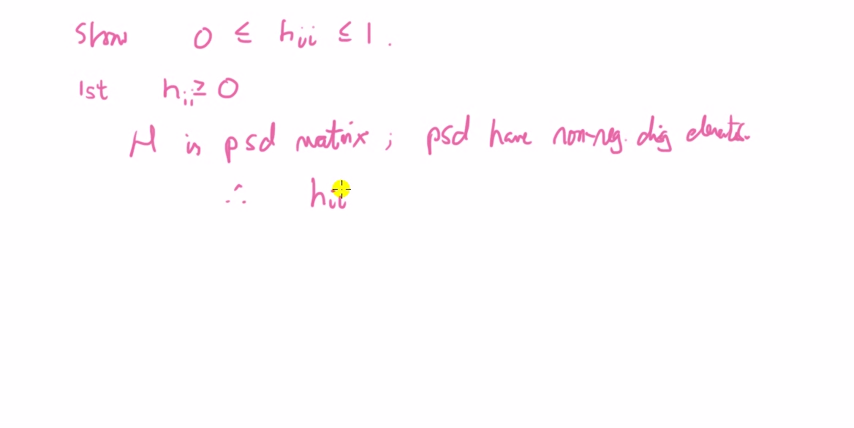 Show 0 ≤ hii ≤ 1.
1st hii ≥ 0
H is psd matrix ; psd have non-neg. diag elements.
∴ hii